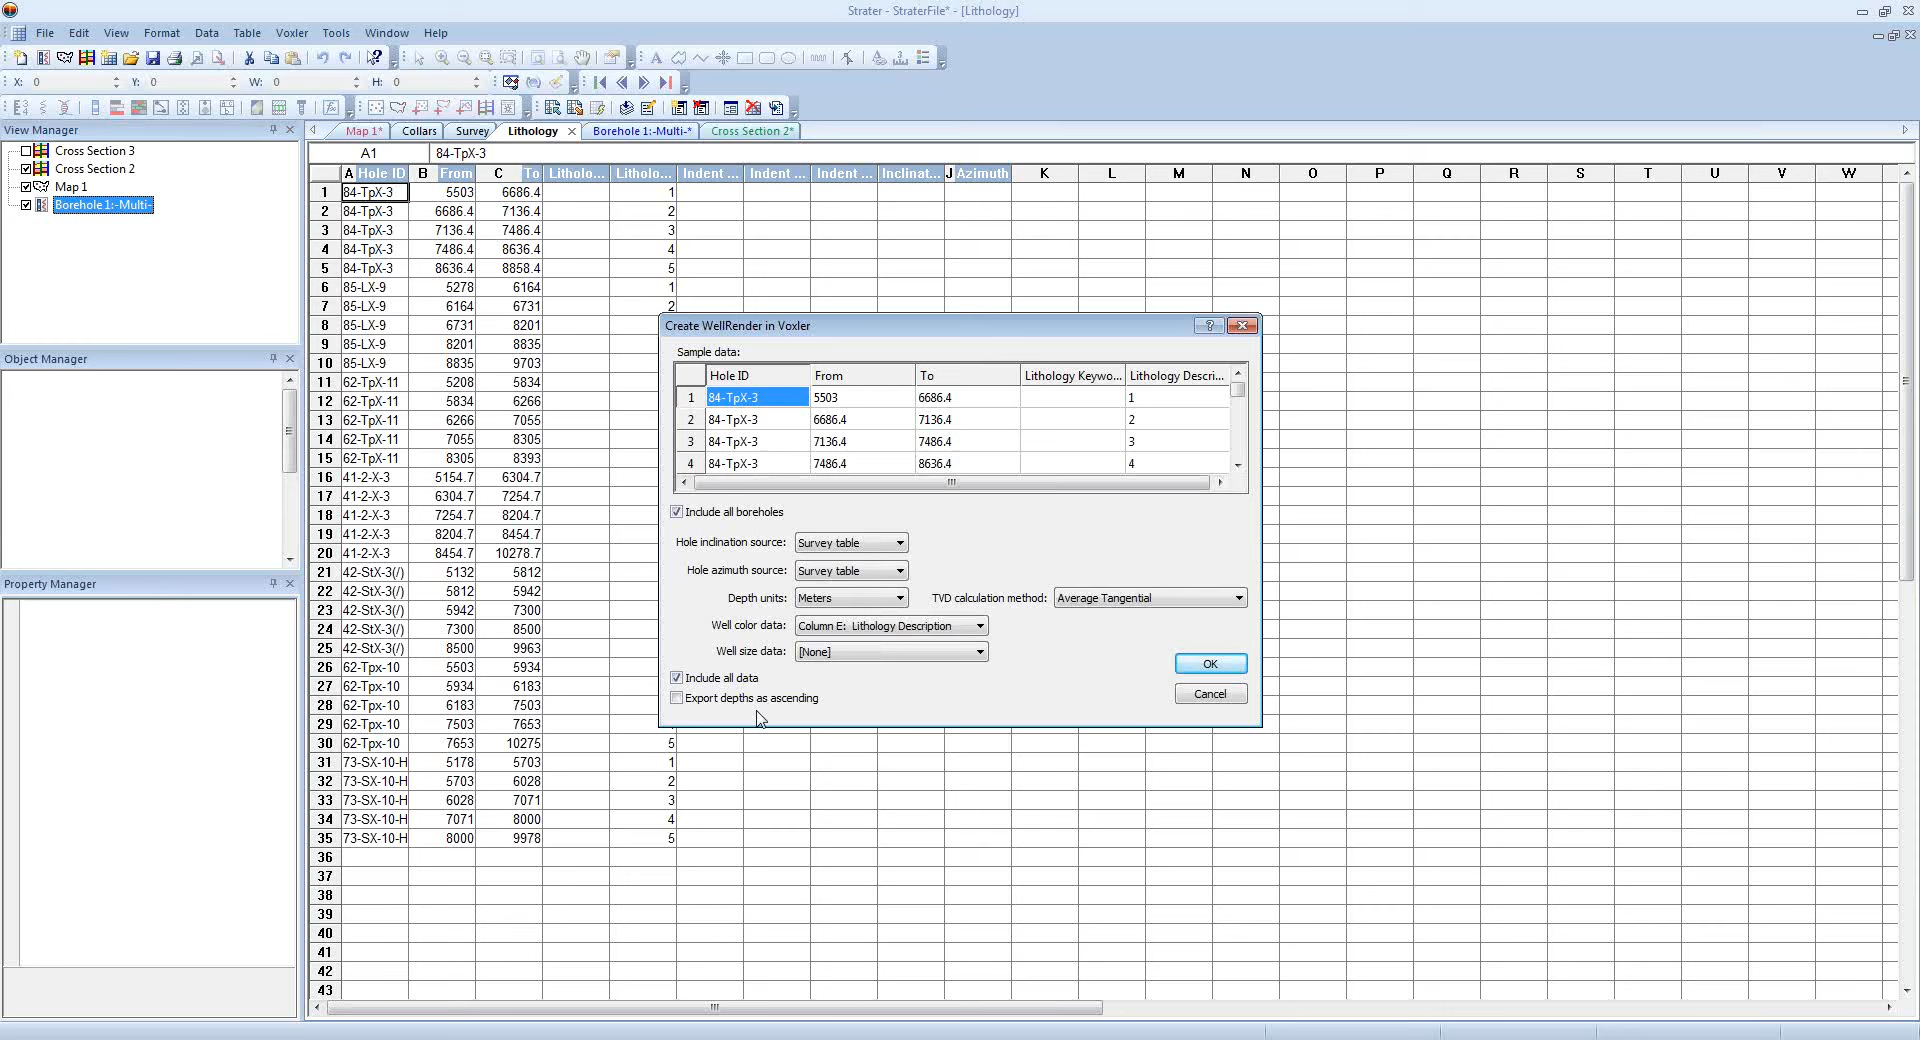 Strater - StraterFile* - [Lithology]
File Edit View Format Data Table Voxler Tools Window Help
X: 0 Y: 0 W: 0 H: 0
View Manager
Cross Section 3
Cross Section 2
Map 1
Borehole 1:-Multi-
Object Manager
Property Manager
Map 1* Collars Survey Lithology Borehole 1:-Multi-* Cross Section 2*
A1 84-TpX-3
A Hole ID B From C To Litholo... Litholo... Indent ... Indent ... Indent ... Inclinat... J Azimuth K L M N O P Q R S T U V W
1 84-TpX-3 5503 6686.4 1
2 84-TpX-3 6686.4 7136.4 2
3 84-TpX-3 7136.4 7486.4 3
4 84-TpX-3 7486.4 8636.4 4
5 84-TpX-3 8636.4 8858.4 5
6 85-LX-9 5278 6164 1
7 85-LX-9 6164 6731 2
8 85-LX-9 6731 8201
9 85-LX-9 8201 8835
10 85-LX-9 8835 9703
11 62-TpX-11 5208 5834
12 62-TpX-11 5834 6266
13 62-TpX-11 6266 7055
14 62-TpX-11 7055 8305
15 62-TpX-11 8305 8393
16 41-2-X-3 5154.7 6304.7
17 41-2-X-3 6304.7 7254.7
18 41-2-X-3 7254.7 8204.7
19 41-2-X-3 8204.7 8454.7
20 41-2-X-3 8454.7 10278.7
21 42-StX-3(/) 5132 5812
22 42-StX-3(/) 5812 5942
23 42-StX-3(/) 5942 7300
24 42-StX-3(/) 7300 8500
25 42-StX-3(/) 8500 9963
26 62-Tpx-10 5503 5934
27 62-Tpx-10 5934 6183
28 62-Tpx-10 6183 7503
29 62-Tpx-10 7503 7653
30 62-Tpx-10 7653 10275 5
31 73-SX-10-H 5178 5703 1
32 73-SX-10-H 5703 6028 2
33 73-SX-10-H 6028 7071 3
34 73-SX-10-H 7071 8000 4
35 73-SX-10-H 8000 9978 5
36
37
38
39
40
41
42
43
Create WellRender in Voxler
Sample data:
Hole ID From To Lithology Keywo... Lithology Descri...
1 84-TpX-3 5503 6686.4 1
2 84-TpX-3 6686.4 7136.4 2
3 84-TpX-3 7136.4 7486.4 3
4 84-TpX-3 7486.4 8636.4 4
Include all boreholes
Hole inclination source: Survey table
Hole azimuth source: Survey table
Depth units: Meters TVD calculation method: Average Tangential
Well color data: Column E: Lithology Description
Well size data: [None]
OK
Include all data
Cancel
Export depths as ascending